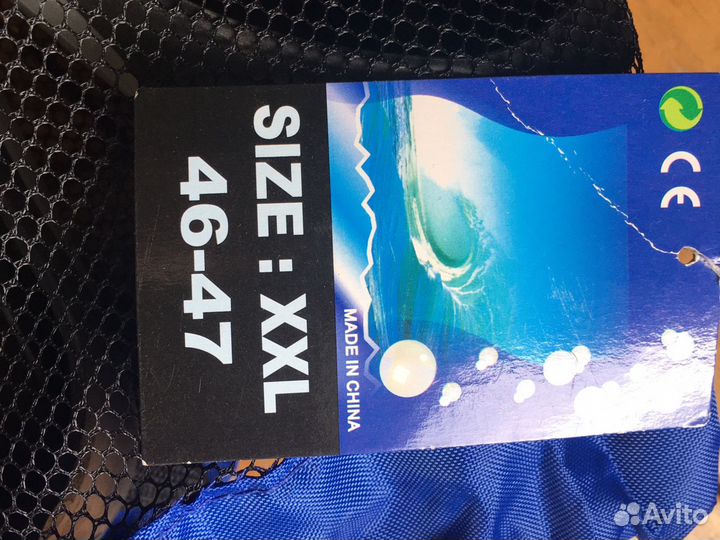 SIZE : XXL
46-47
MADE IN CHINA
CE
Avito